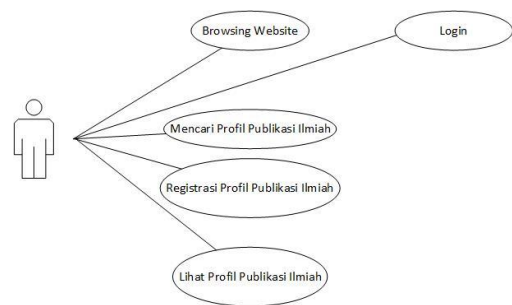 Browsing Website
Login
Mencari Profil Publikasi Ilmiah
Registrasi Profil Publikasi Ilmiah
Lihat Profil Publikasi Ilmiah